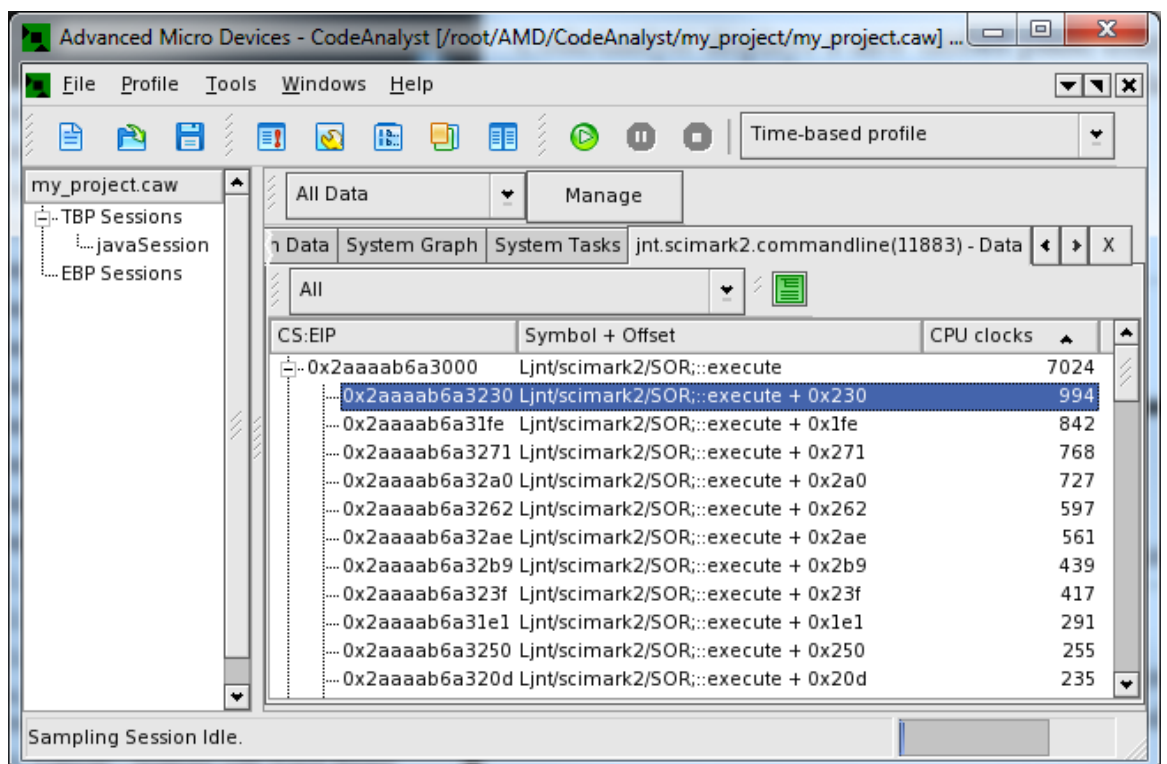 Advanced Micro Devices - CodeAnalyst [/root/AMD/CodeAnalyst/my_project/my_project.caw] ...
File Profile Tools Windows Help
Time-based profile
my_project.caw
TBP Sessions
javaSession
EBP Sessions
All Data Manage
n Data System Graph System Tasks jnt.scimark2.commandline(11883) - Data X
All
CS:EIP Symbol + Offset CPU clocks
0x2aaaab6a3000 Ljnt/scimark2/SOR;::execute 7024
0x2aaaab6a3230 Ljnt/scimark2/SOR;::execute + 0x230 994
0x2aaaab6a31fe Ljnt/scimark2/SOR;::execute + 0x1fe 842
0x2aaaab6a3271 Ljnt/scimark2/SOR;::execute + 0x271 768
0x2aaaab6a32a0 Ljnt/scimark2/SOR;::execute + 0x2a0 727
0x2aaaab6a3262 Ljnt/scimark2/SOR;::execute + 0x262 597
0x2aaaab6a32ae Ljnt/scimark2/SOR;::execute + 0x2ae 561
0x2aaaab6a32b9 Ljnt/scimark2/SOR;::execute + 0x2b9 439
0x2aaaab6a323f Ljnt/scimark2/SOR;::execute + 0x23f 417
0x2aaaab6a31e1 Ljnt/scimark2/SOR;::execute + 0x1e1 291
0x2aaaab6a3250 Ljnt/scimark2/SOR;::execute + 0x250 255
0x2aaaab6a320d Ljnt/scimark2/SOR;::execute + 0x20d 235
Sampling Session Idle.